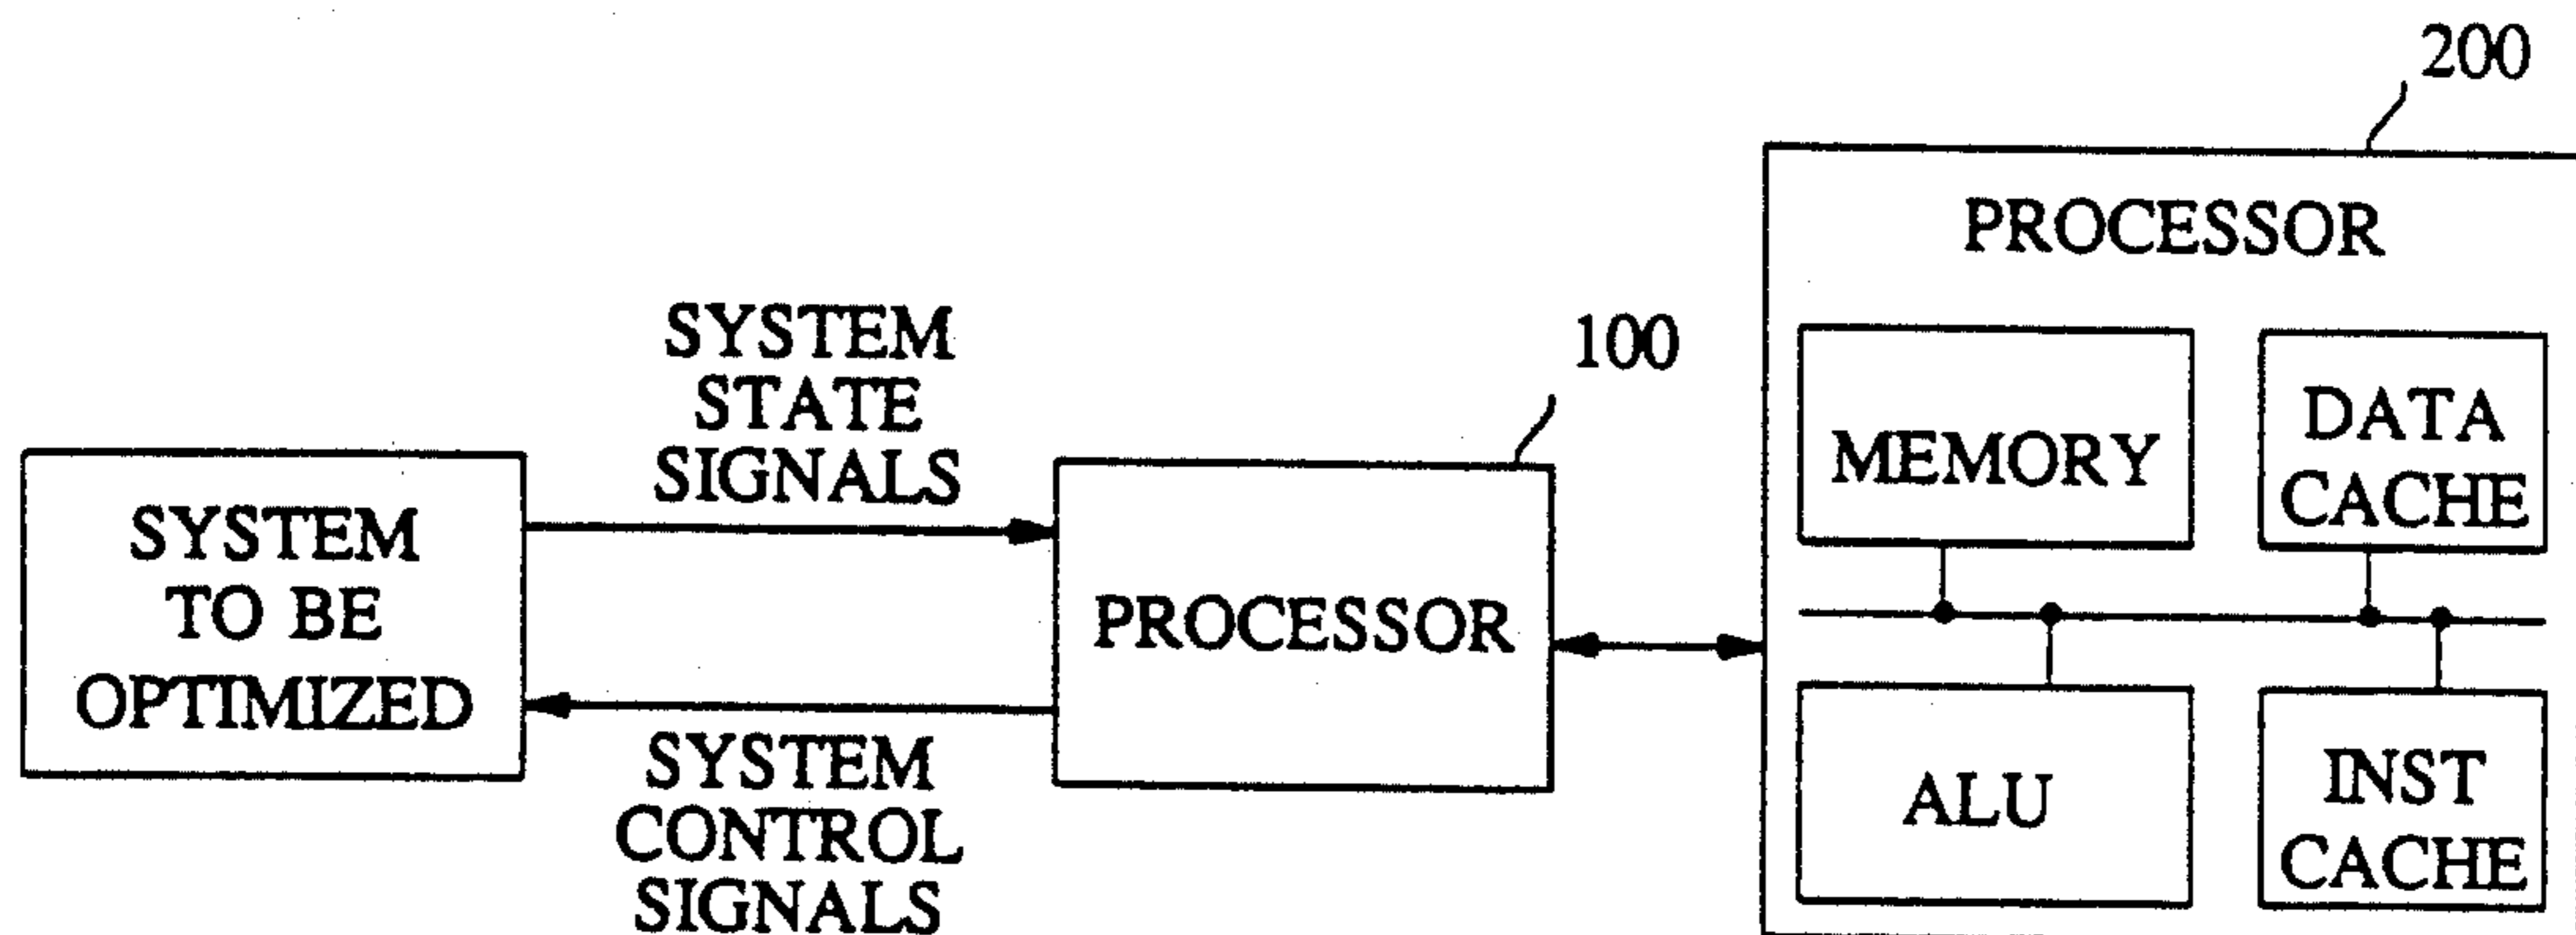 SYSTEM
TO BE
OPTIMIZED
SYSTEM
STATE
SIGNALS
SYSTEM
CONTROL
SIGNALS
100
PROCESSOR
200
PROCESSOR
MEMORY
DATA
CACHE
ALU
INST
CACHE